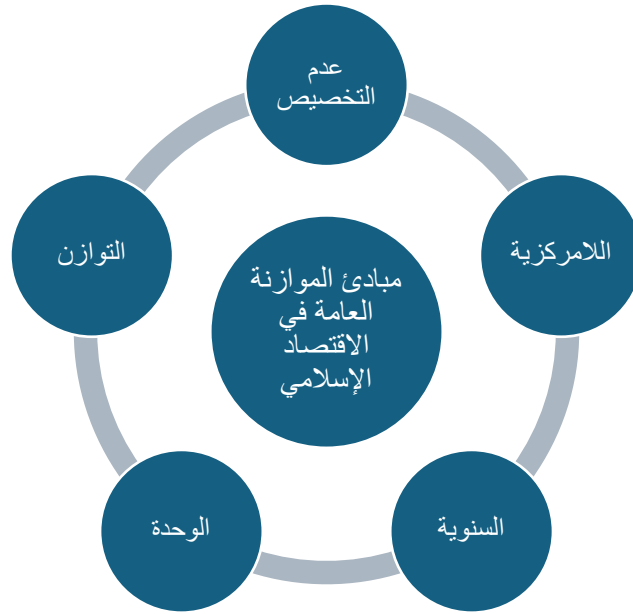 عدم
التخصيص
اللامركزية
السنوية
الوحدة
التوازن
مبادئ الموازنة
العامة في
الاقتصاد
الإسلامي